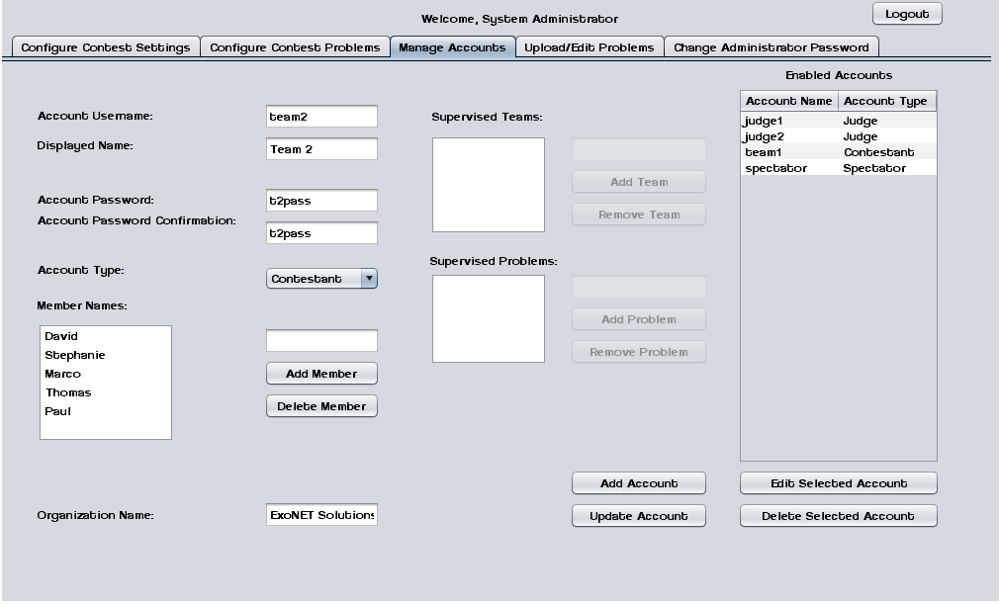 Welcome, System Administrator
Logout
Configure Contest Settings
Configure Contest Problems
Manage Accounts
Upload/Edit Problems
Change Administrator Password
Account Username:
team2
Displayed Name:
Team 2
Account Password:
t2pass
Account Password Confirmation:
t2pass
Account Type:
Contestant
Member Names:
David
Stephanie
Marco
Thomas
Paul
Add Member
Delete Member
Organization Name:
ExoNET Solutions
Supervised Teams:
Add Team
Remove Team
Supervised Problems:
Add Problem
Remove Problem
Add Account
Update Account
Enabled Accounts
Account Name Account Type
judge1 Judge
judge2 Judge
team1 Contestant
spectator Spectator
Edit Selected Account
Delete Selected Account